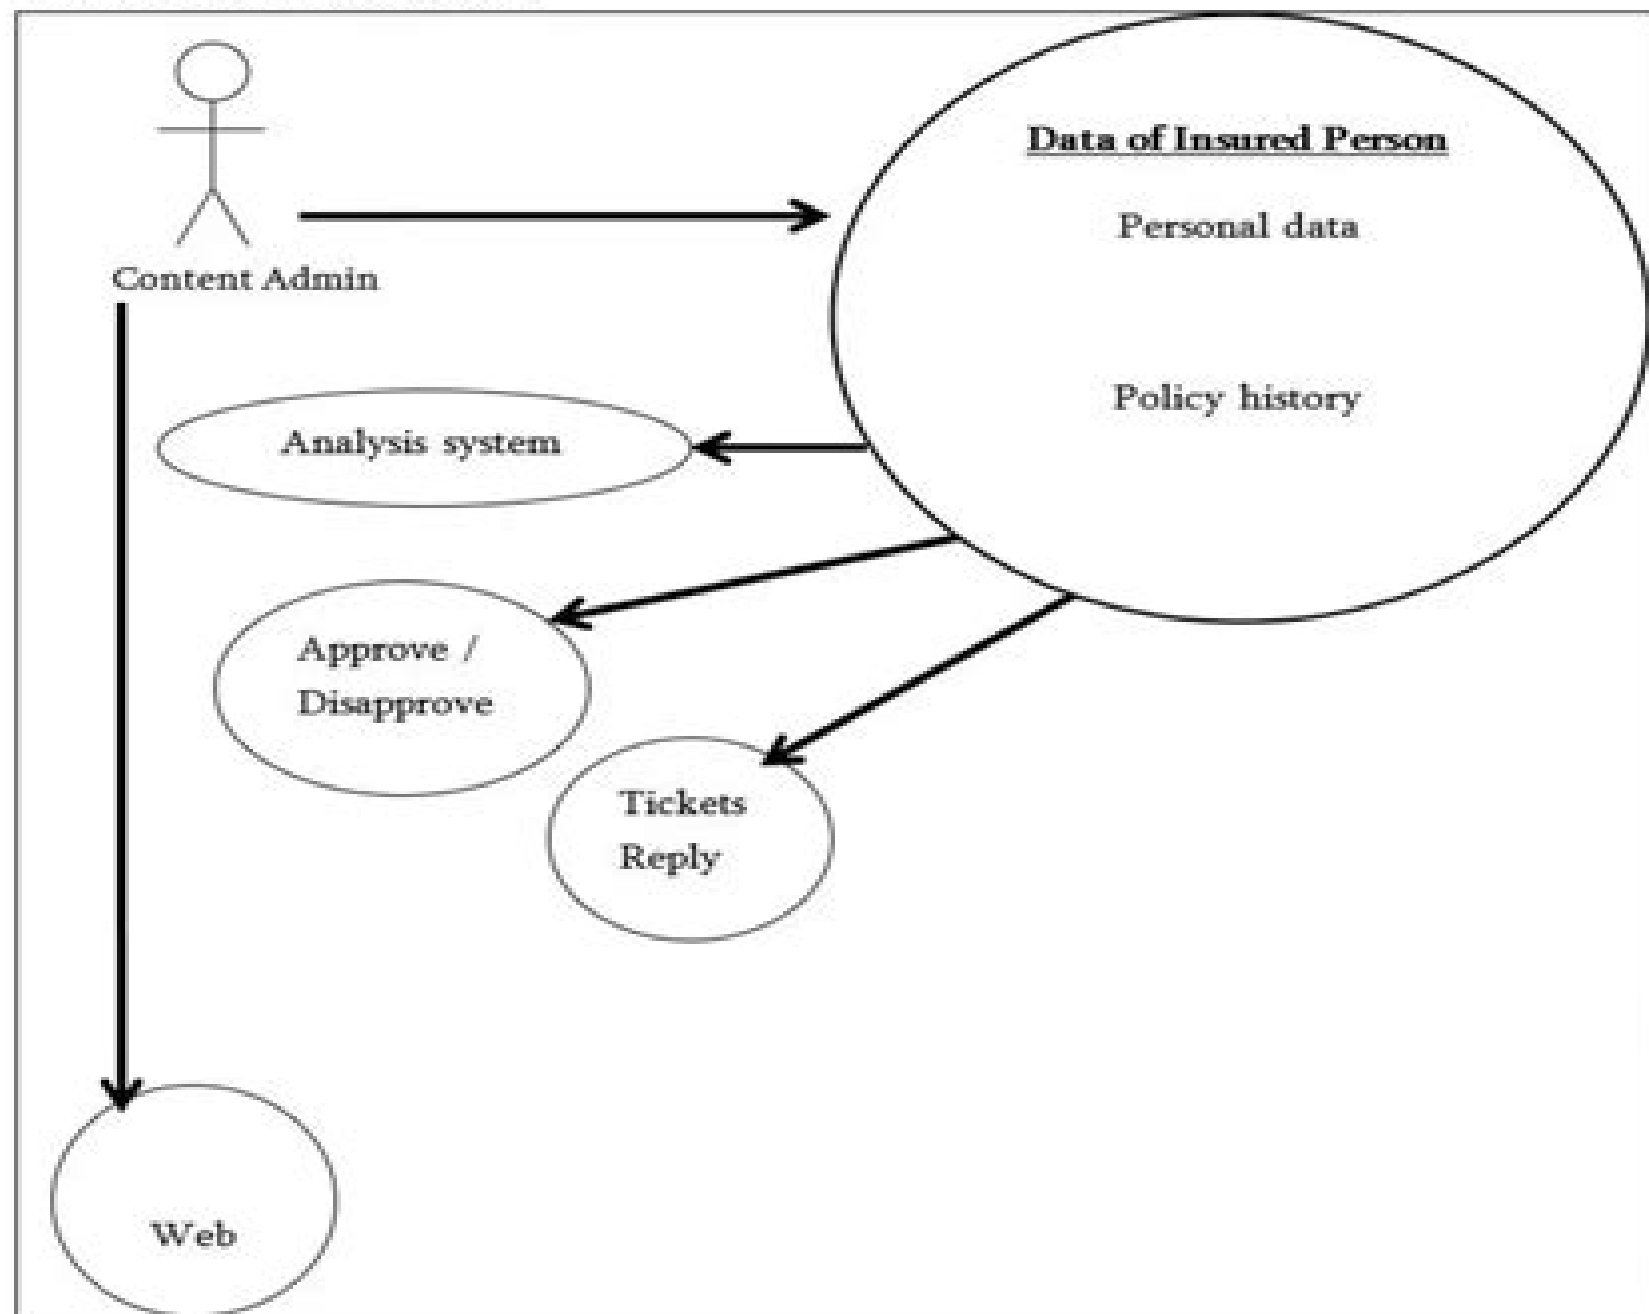 Data of Insured Person
Personal data
Content Admin
Policy history
Analysis system
Approve /
Disapprove
Tickets
Reply
Web